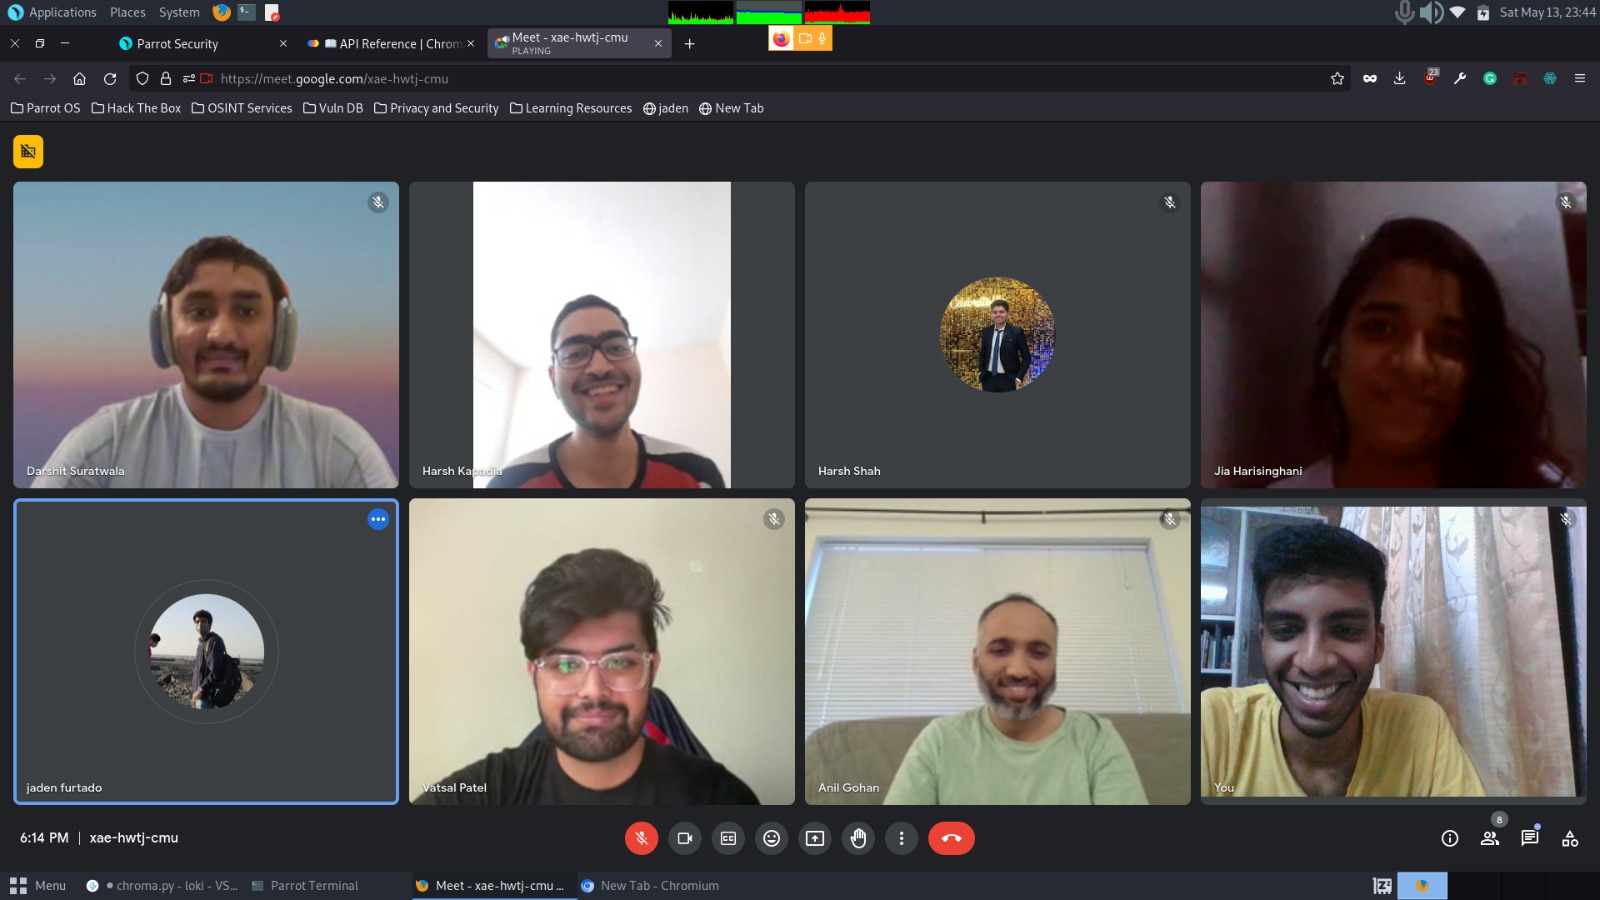 Applications Places System
Sat May 13, 23:44
Parrot Security
API Reference | Chrom
Meet - xae-hwtj-cmu
PLAYING
https://meet.google.com/xae-hwtj-cmu
23
Parrot OS Hack The Box OSINT Services Vuln DB Privacy and Security Learning Resources jaden New Tab
Celebrate
Darshit Suratwala
Harsh Kapadia
Harsh Shah
Jia Harisinghani
jaden furtado
Vatsal Patel
Anil Gohan
You
6:14 PM | xae-hwtj-cmu
8
Menu
chroma.py - loki - VS...
Parrot Terminal
Meet - xae-hwtj-cmu ...
New Tab - Chromium